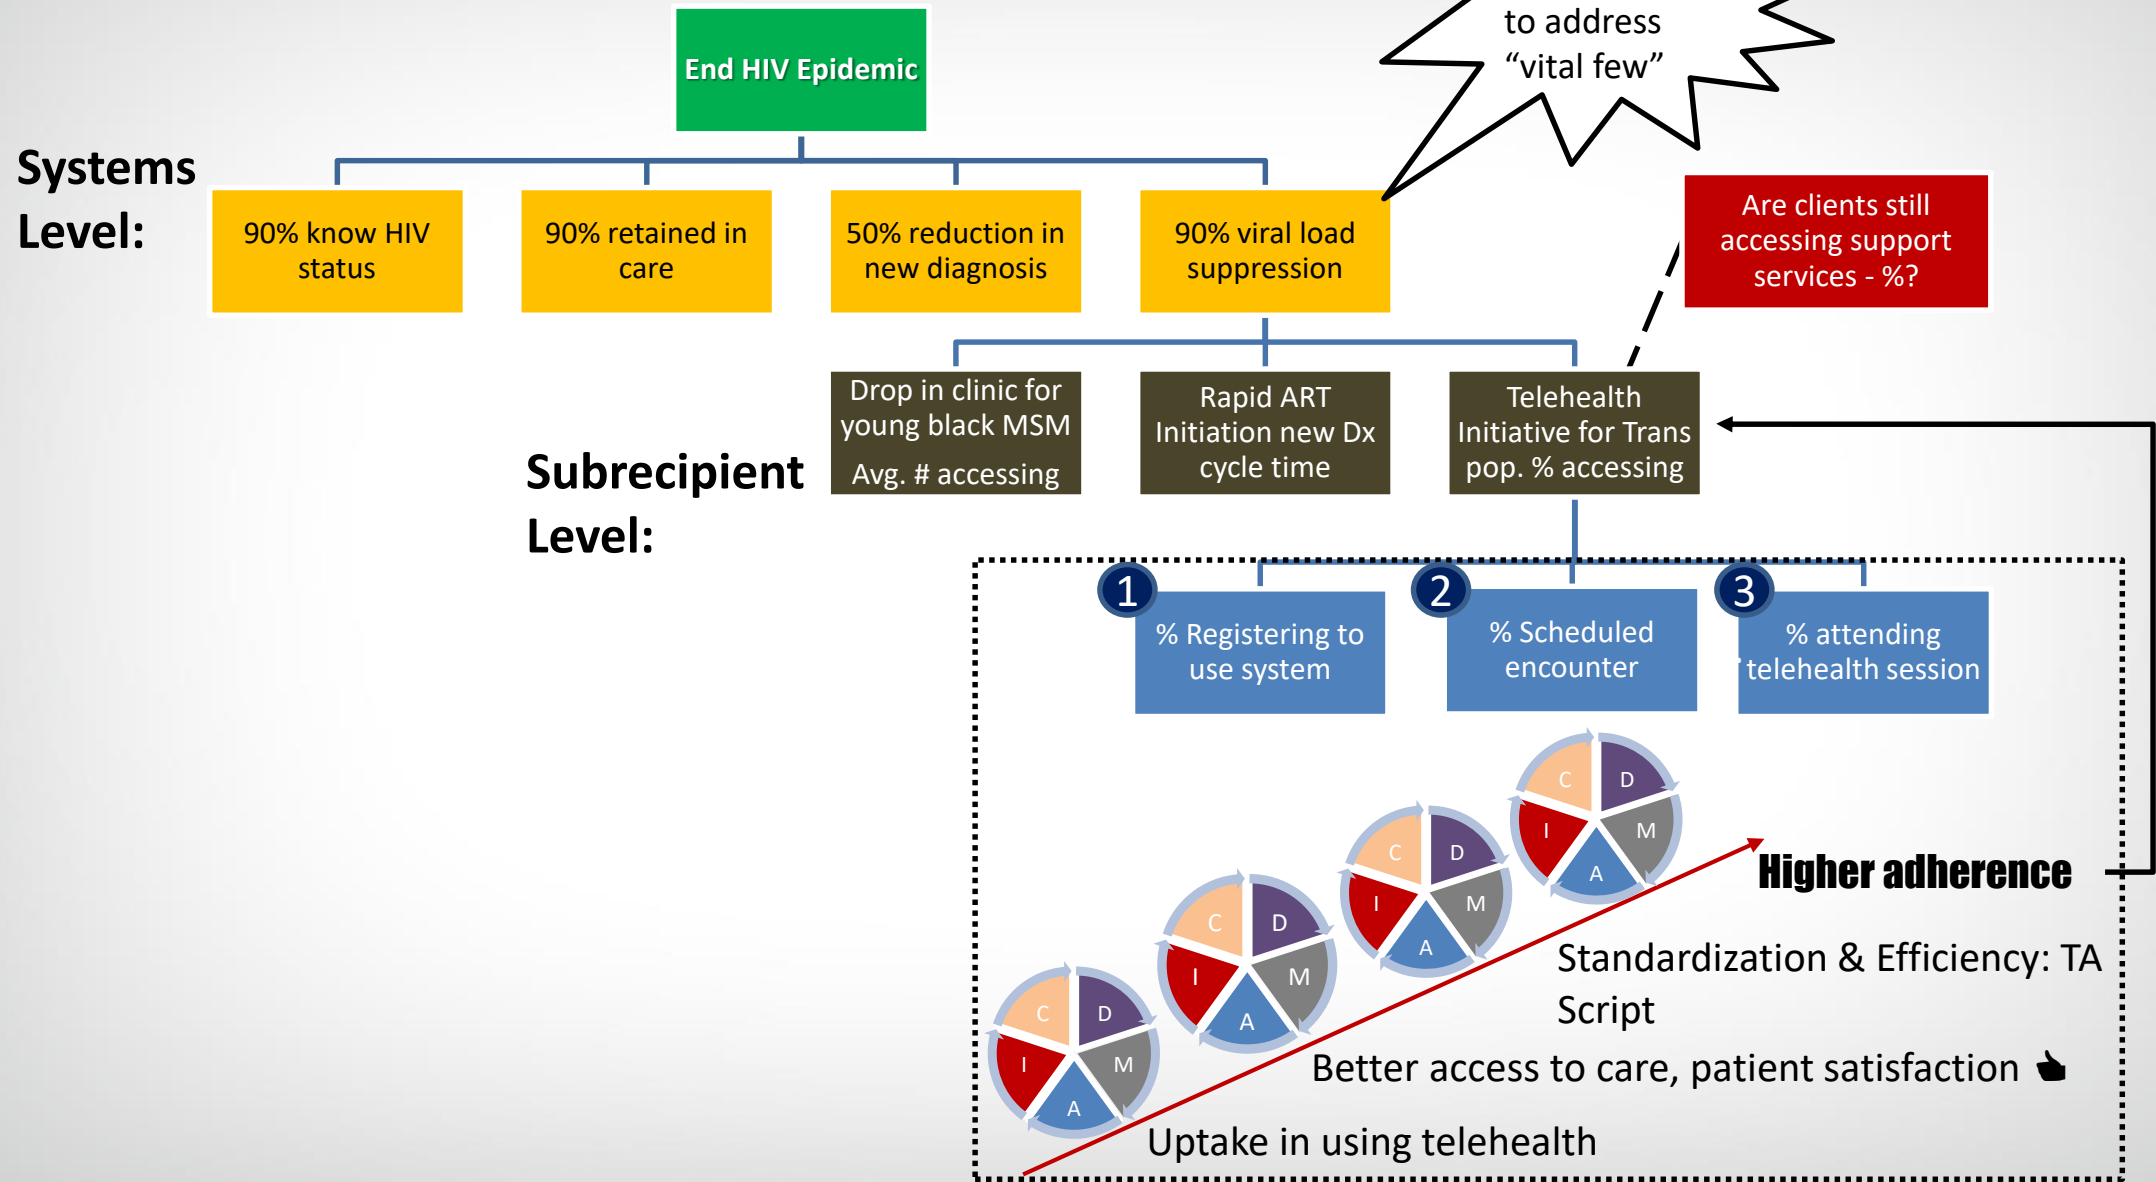 to address
“vital few”
End HIV Epidemic
Systems
Level:
90% know HIV
status
90% retained in
care
50% reduction in
new diagnosis
90% viral load
suppression
Are clients still
accessing support
services - %?
Subrecipient
Level:
Drop in clinic for
young black MSM
Avg. # accessing
Rapid ART
Initiation new Dx
cycle time
Telehealth
Initiative for Trans
pop. % accessing
1
% Registering to
use system
2
% Scheduled
encounter
3
% attending
telehealth session
C
D
I
M
A
C
D
I
M
A
C
D
I
M
A
C
D
I
M
A
Higher adherence
Standardization & Efficiency: TA
Script
Better access to care, patient satisfaction
Uptake in using telehealth